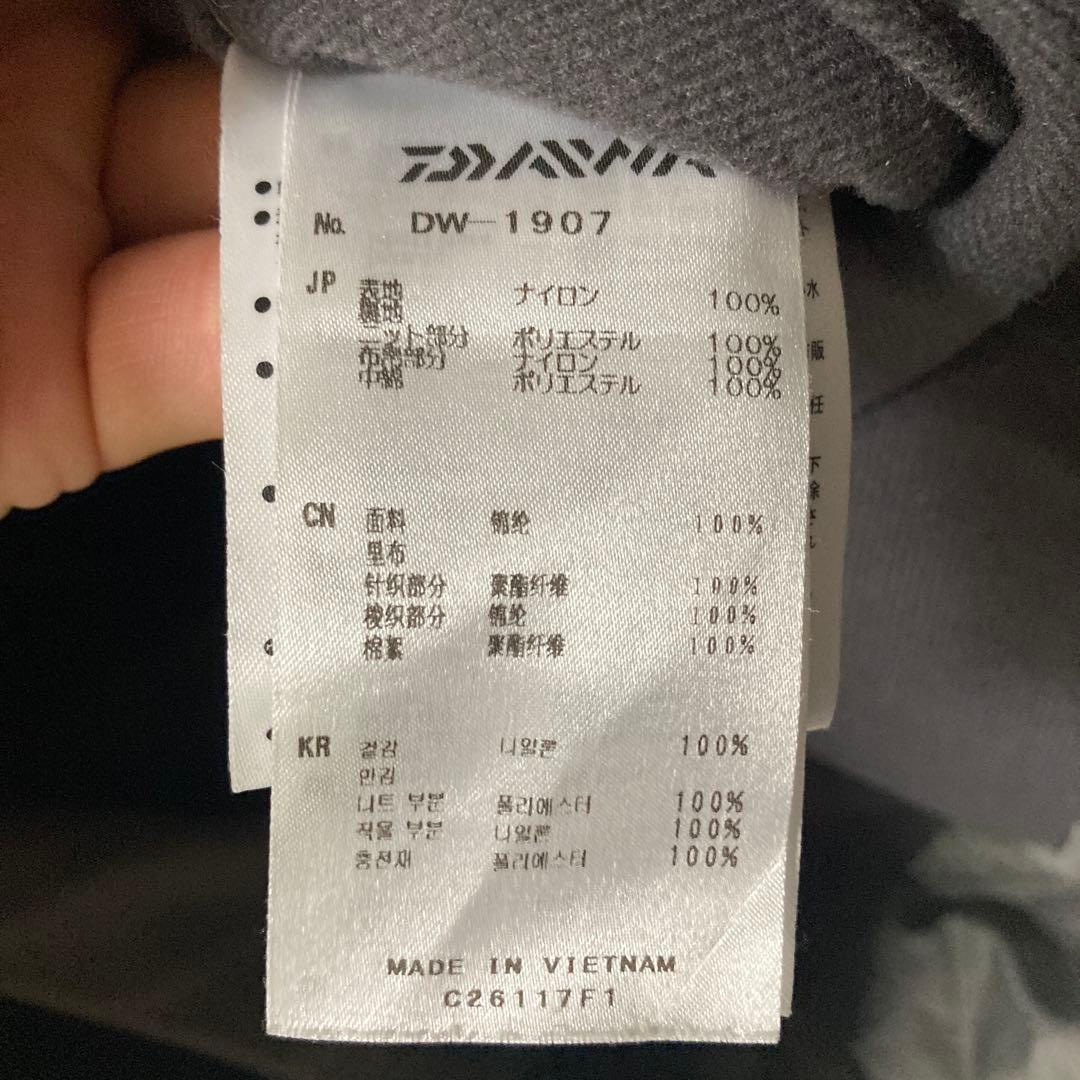 DAIWA
No. DW-1907
JP 表地 ナイロン 100%
裏地
ニット部分 ポリエステル 100%
布帛部分 ナイロン 100%
中綿 ポリエステル 100%
CN 面料 锦纶 100%
里布
针织部分 聚酯纤维 100%
梭织部分 锦纶 100%
棉絮 聚酯纤维 100%
KR 겉감 나일론 100%
안감
니트 부분 폴리에스터 100%
직물 부분 나일론 100%
충전재 폴리에스터 100%
MADE IN VIETNAM
C26117F1
水
販
任
下